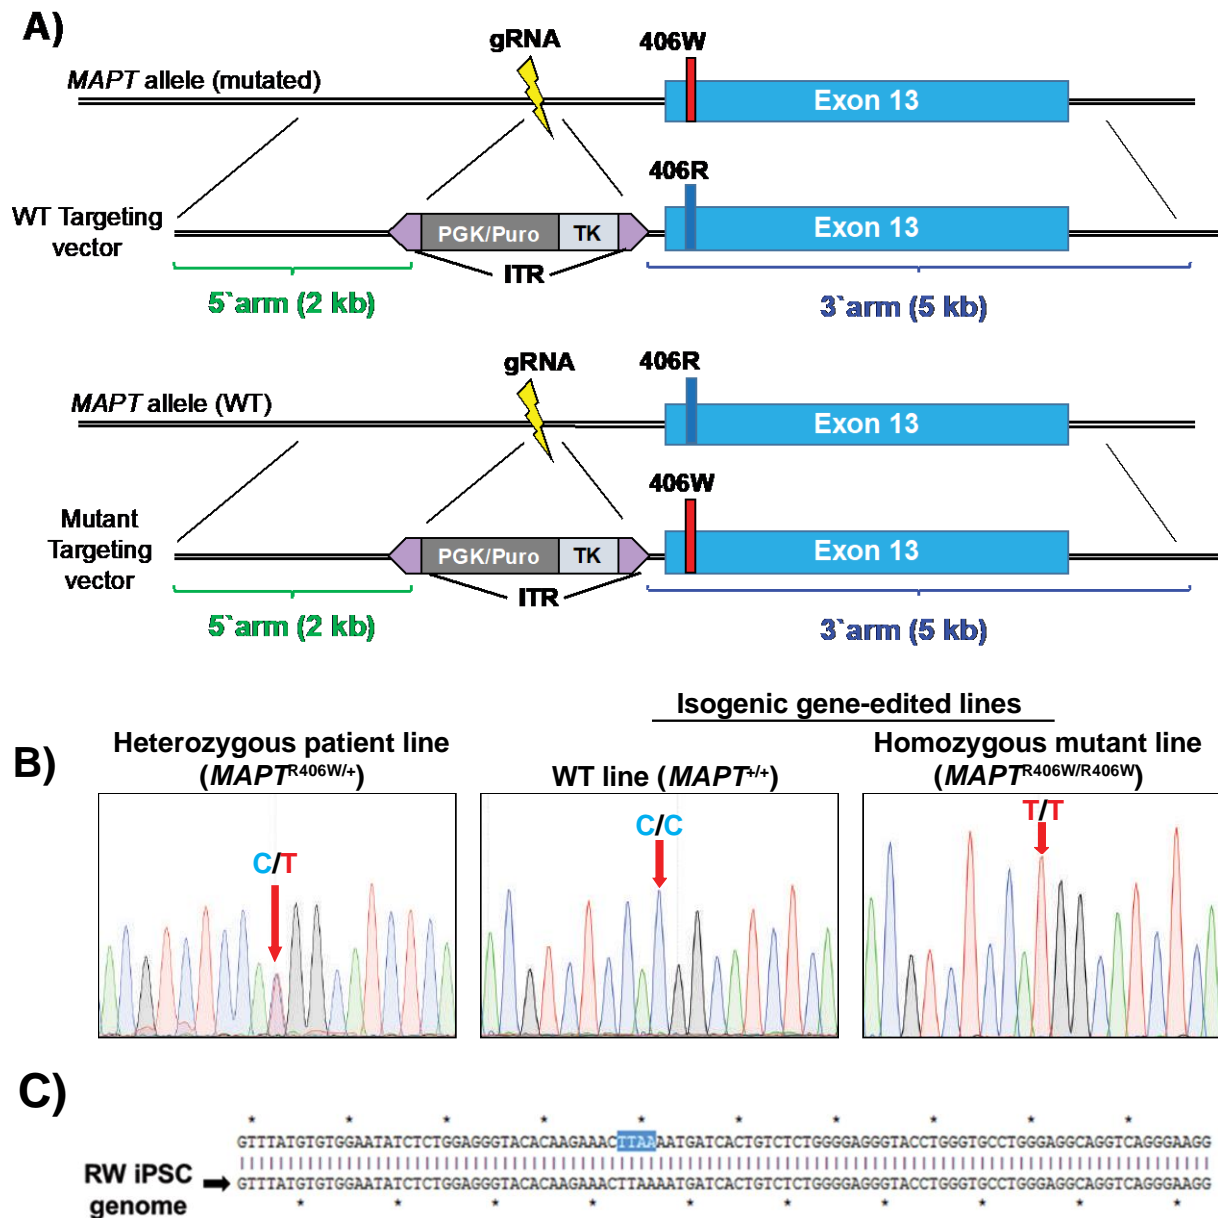 A)
gRNA
406W
MAPT allele (mutated)
Exon 13
406R
WT Targeting
vector
PGK/Puro
TK
Exon 13
ITR
5`arm (2 kb)
3`arm (5 kb)
gRNA
406R
MAPT allele (WT)
Exon 13
406W
Mutant
Targeting
vector
PGK/Puro
TK
Exon 13
ITR
5`arm (2 kb)
3`arm (5 kb)
Isogenic gene-edited lines
B)
Heterozygous patient line
(MAPTR406W/+)
WT line (MAPT+/+)
Homozygous mutant line
(MAPTR406W/R406W)
C/T
C/C
T/T
C)
* * * * * * * * * *
GTTTATGTGTGGAATATCTCTGGAGGGTACACAAGAAACTTAAAATGATCACTGTCTCTGGGGAGGGTACCTGGGTGCCTGGGAGGCAGGTCAGGGAAGG
RW iPSC
genome
GTTTATGTGTGGAATATCTCTGGAGGGTACACAAGAAACTTAAAATGATCACTGTCTCTGGGGAGGGTACCTGGGTGCCTGGGAGGCAGGTCAGGGAAGG
* * * * * * * * * *